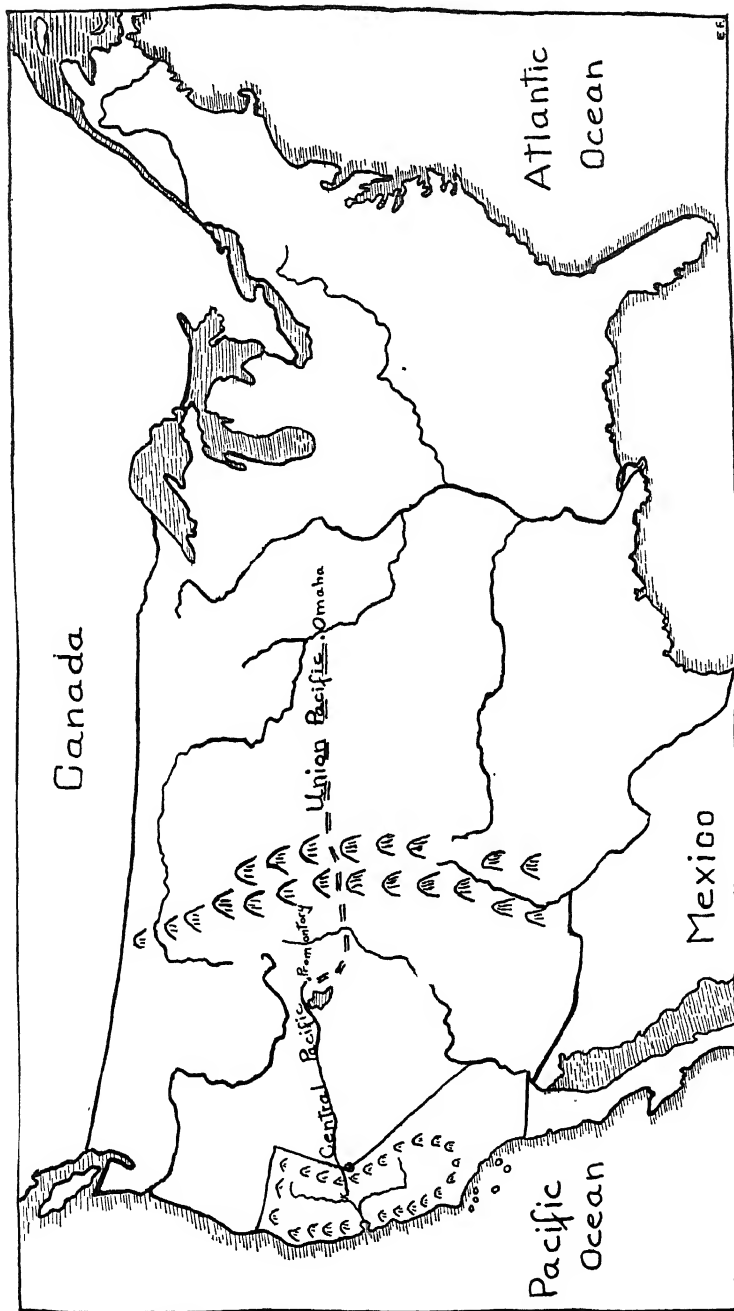 Canada
Central Pacific
Promontory
Union Pacific
Omaha
Mexico
Pacific
Ocean
Atlantic
Ocean
E.F.